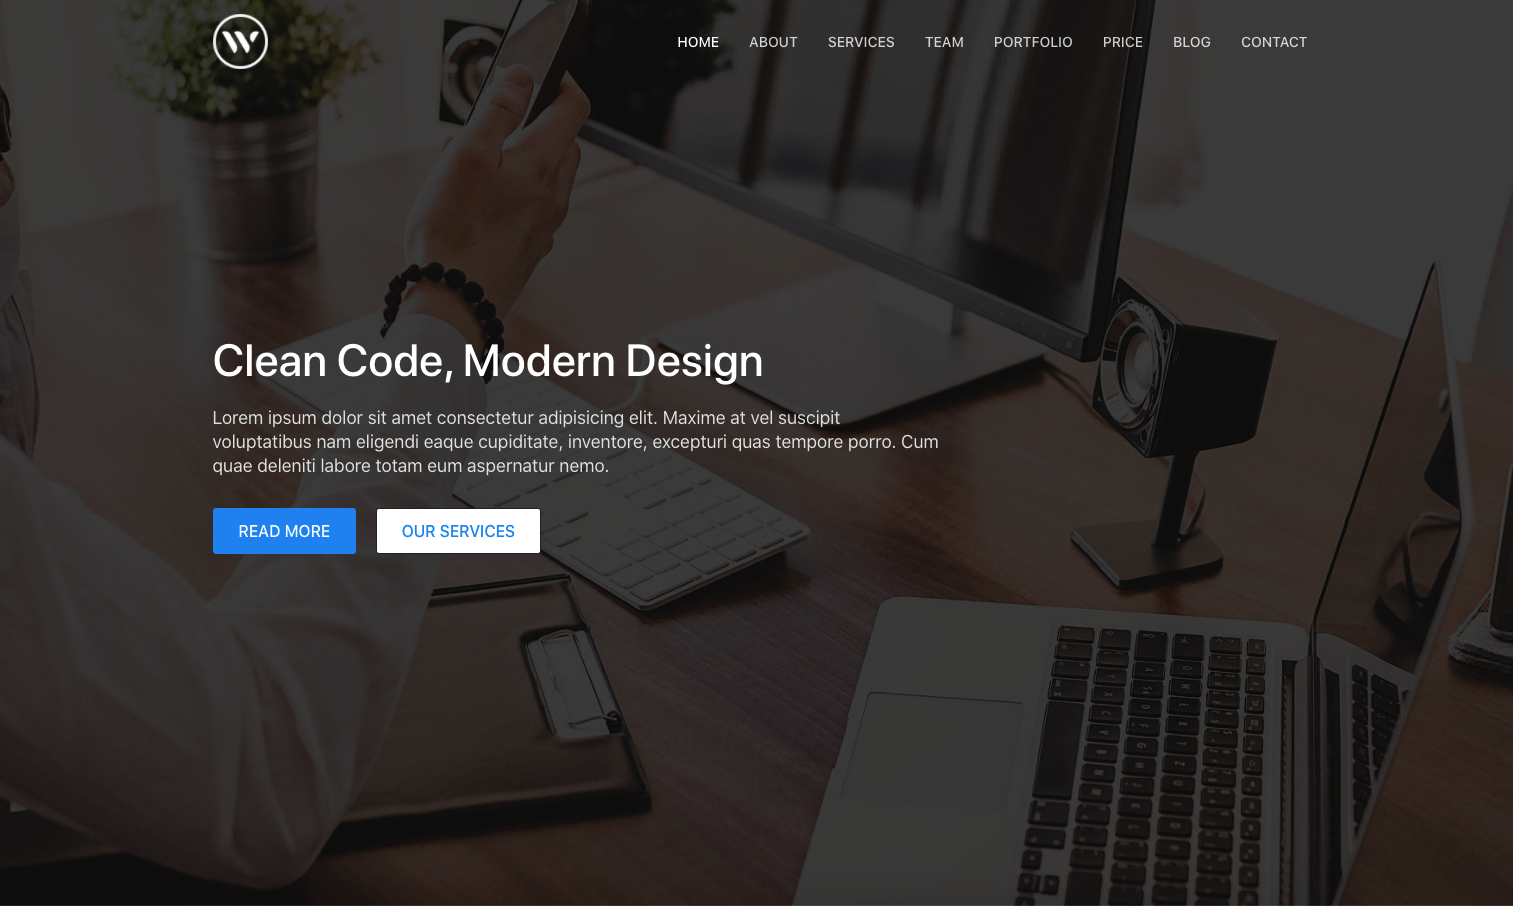 W
HOME ABOUT SERVICES TEAM PORTFOLIO PRICE BLOG CONTACT
Clean Code, Modern Design
Lorem ipsum dolor sit amet consectetur adipisicing elit. Maxime at vel suscipit
voluptatibus nam eligendi eaque cupiditate, inventore, excepturi quas tempore porro. Cum
quae deleniti labore totam eum aspernatur nemo.
READ MORE OUR SERVICES